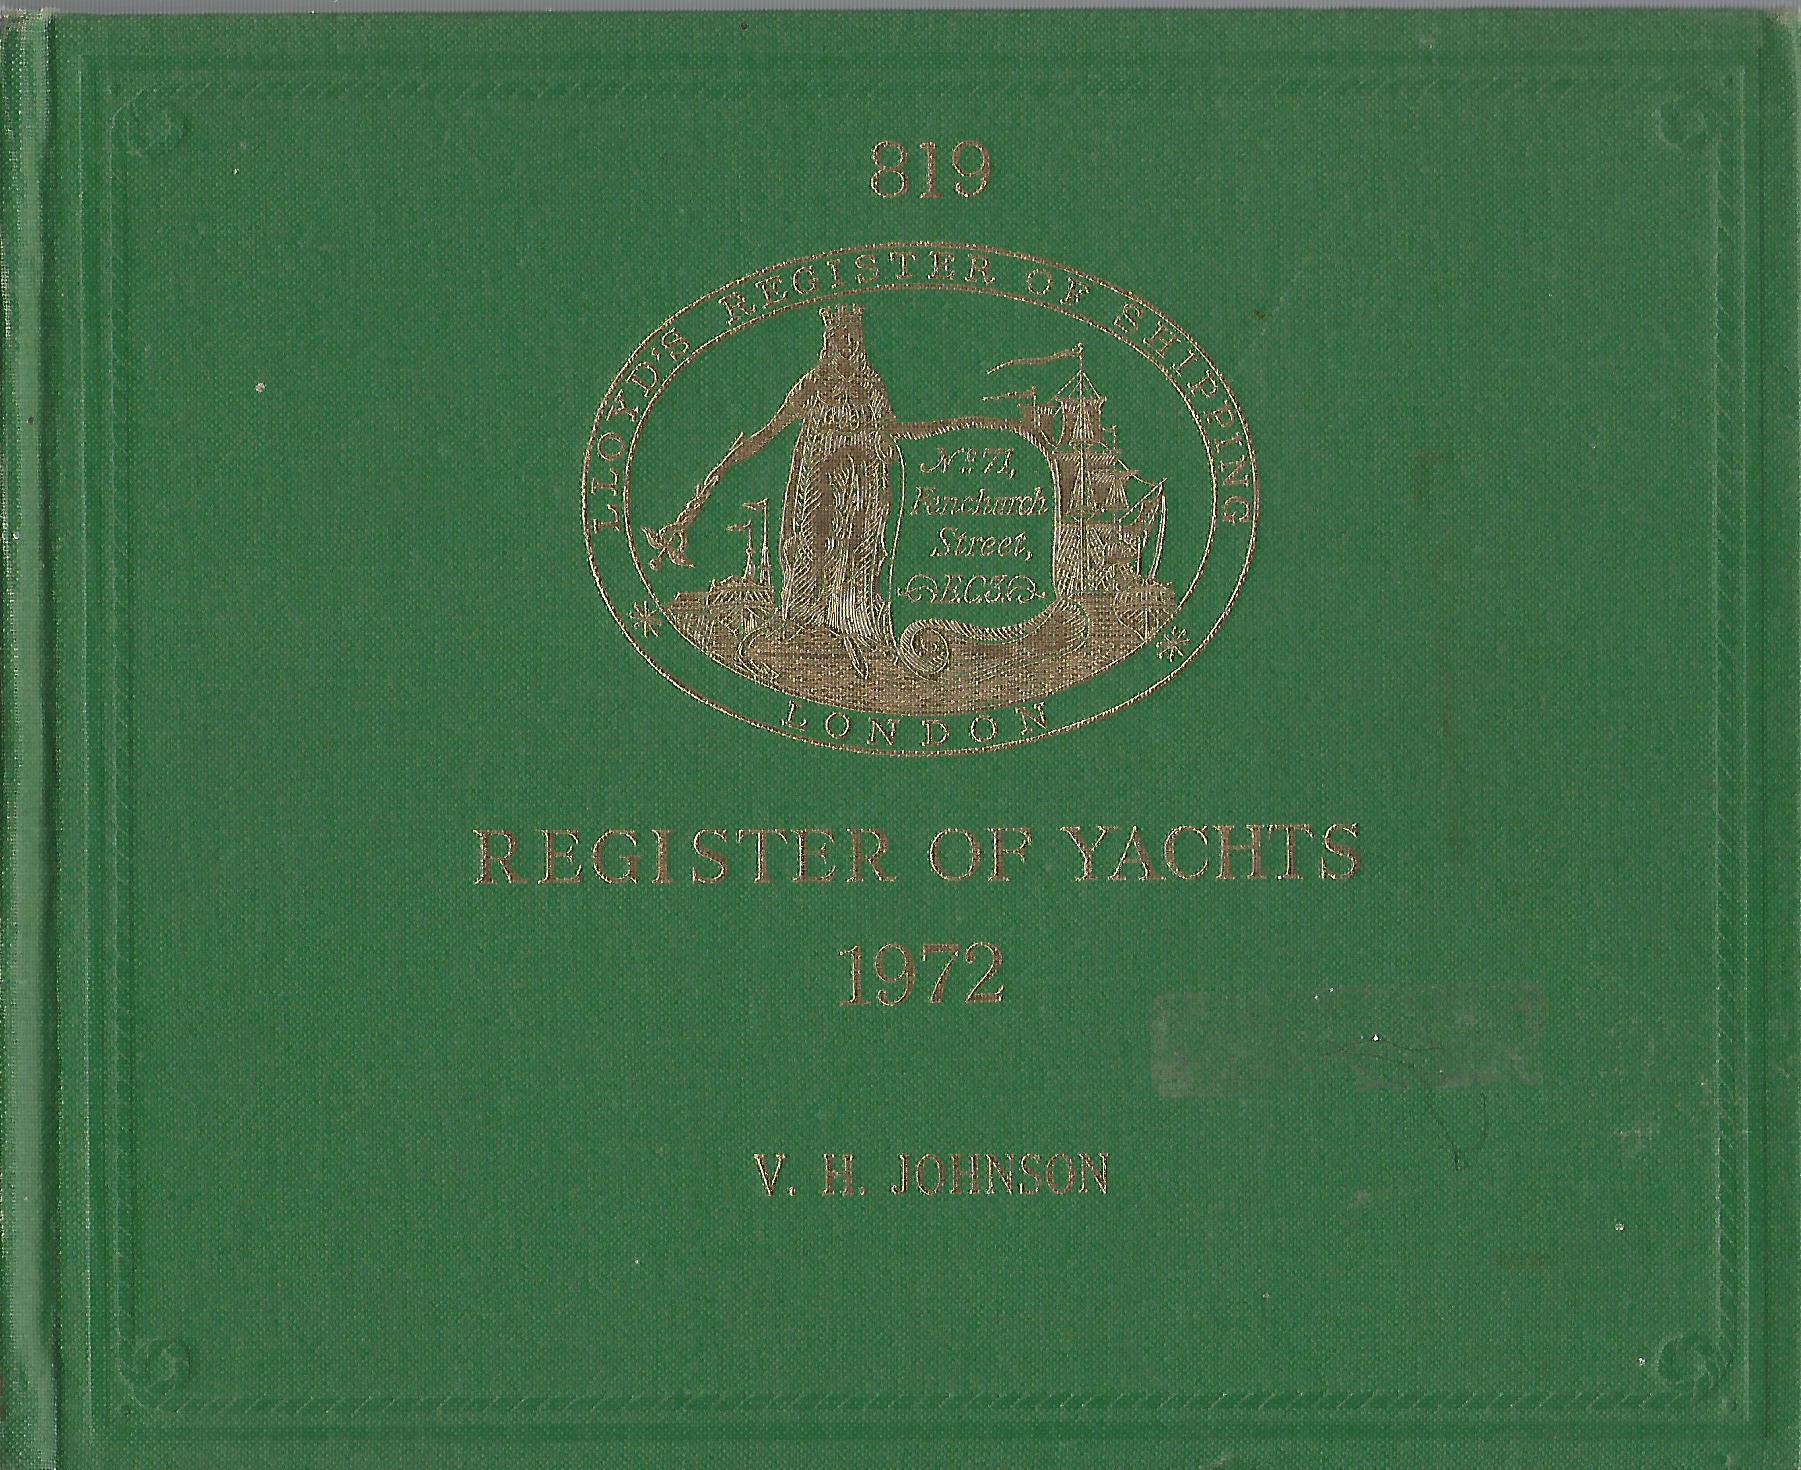 819
LLOYD'S REGISTER OF SHIPPING
No. 71,
Fenchurch
Street,
E.C.3.
LONDON
REGISTER OF YACHTS
1972
V. H. JOHNSON